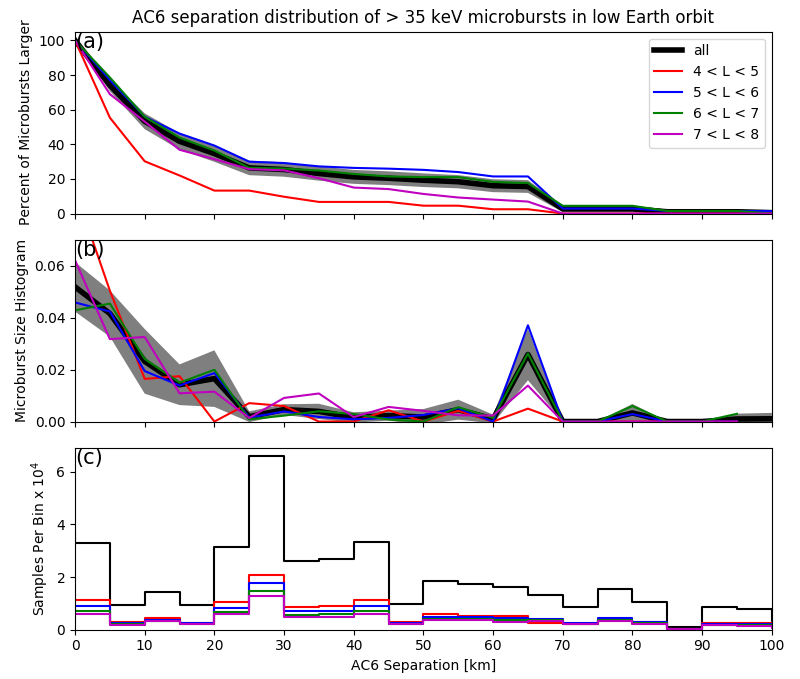 AC6 separation distribution of > 35 keV microbursts in low Earth orbit
(a)
Percent of Microbursts Larger
100
80
60
40
20
0
all
4 < L < 5
5 < L < 6
6 < L < 7
7 < L < 8
(b)
Microburst Size Histogram
0.06
0.04
0.02
0.00
(c)
Samples Per Bin x 10⁴
6
4
2
0
0 10 20 30 40 50 60 70 80 90 100
AC6 Separation [km]